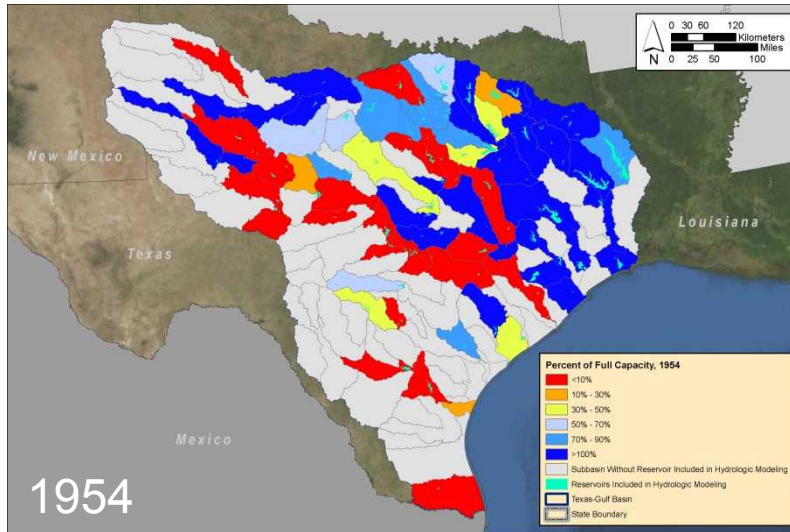 0 30 60 120
Kilometers
Miles
0 25 50 100
N
New Mexico
Texas
Louisiana
Mexico
Percent of Full Capacity, 1954
<10%
10% - 30%
30% - 50%
50% - 70%
70% - 90%
>100%
Subbasin Without Reservoir Included in Hydrologic Modeling
Reservoirs Included in Hydrologic Modeling
Texas-Gulf Basin
State Boundary
1954